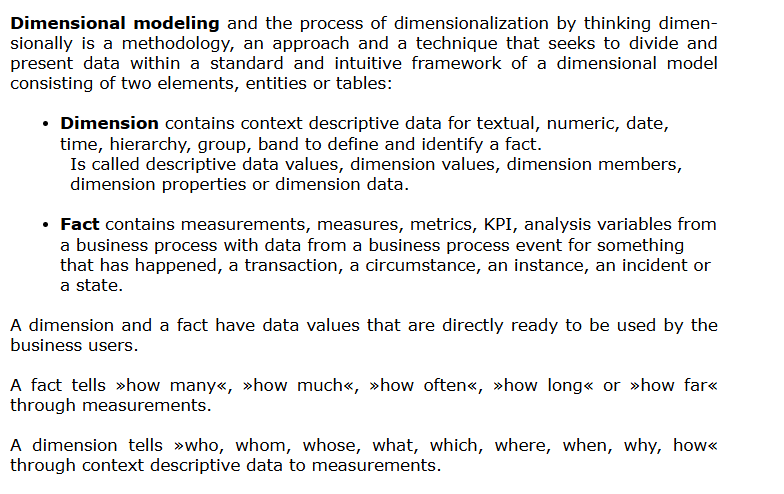 Dimensional modeling and the process of dimensionalization by thinking dimen-
sionally is a methodology, an approach and a technique that seeks to divide and
present data within a standard and intuitive framework of a dimensional model
consisting of two elements, entities or tables:
• Dimension contains context descriptive data for textual, numeric, date,
time, hierarchy, group, band to define and identify a fact.
Is called descriptive data values, dimension values, dimension members,
dimension properties or dimension data.
• Fact contains measurements, measures, metrics, KPI, analysis variables from
a business process with data from a business process event for something
that has happened, a transaction, a circumstance, an instance, an incident or
a state.
A dimension and a fact have data values that are directly ready to be used by the
business users.
A fact tells »how many«, »how much«, »how often«, »how long« or »how far«
through measurements.
A dimension tells »who, whom, whose, what, which, where, when, why, how«
through context descriptive data to measurements.